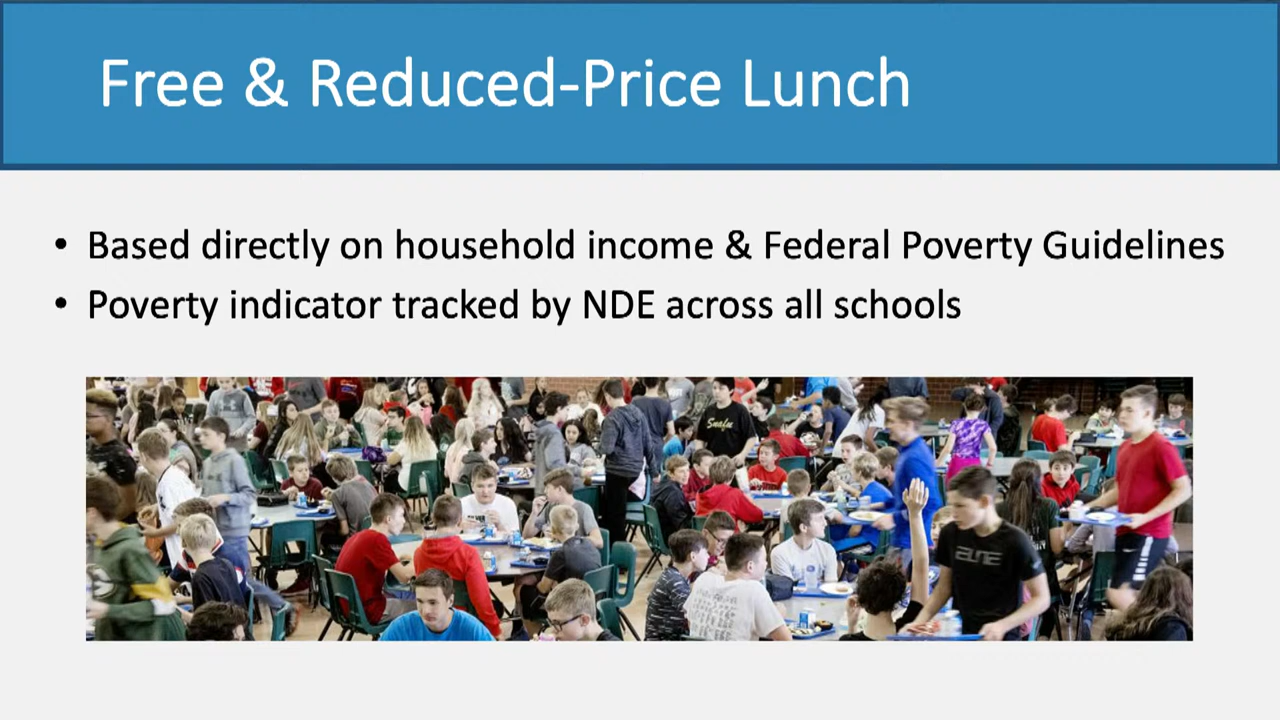 Free & Reduced-Price Lunch
• Based directly on household income & Federal Poverty Guidelines
• Poverty indicator tracked by NDE across all schools
Snafu